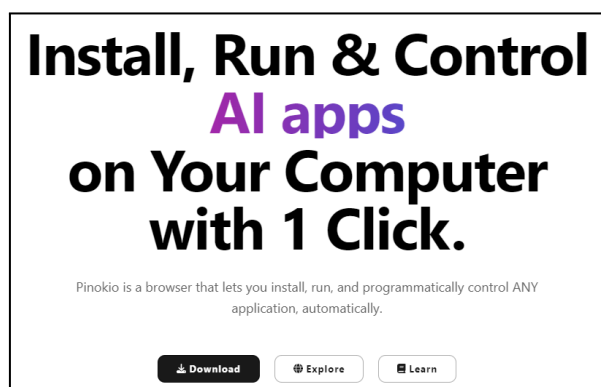 Install, Run & Control
AI apps
on Your Computer
with 1 Click.
Pinokio is a browser that lets you install, run, and programmatically control ANY
application, automatically.
Download
Explore
Learn